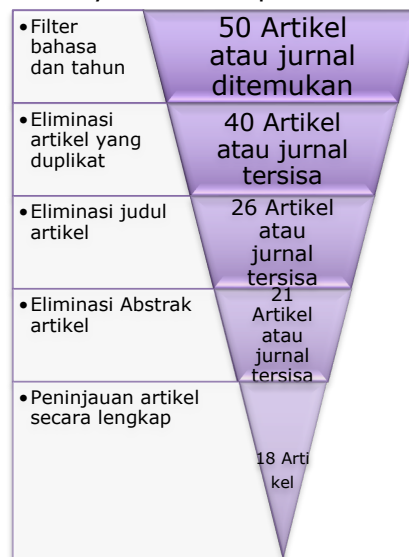 • Filter
bahasa
dan tahun
50 Artikel
atau jurnal
ditemukan
• Eliminasi
artikel yang
duplikat
40 Artikel
atau jurnal
tersisa
• Eliminasi judul
artikel
26 Artikel
atau
jurnal
tersisa
• Eliminasi Abstrak
artikel
21
Artikel
atau
jurnal
tersisa
• Peninjauan artikel
secara lengkap
18 Arti
kel